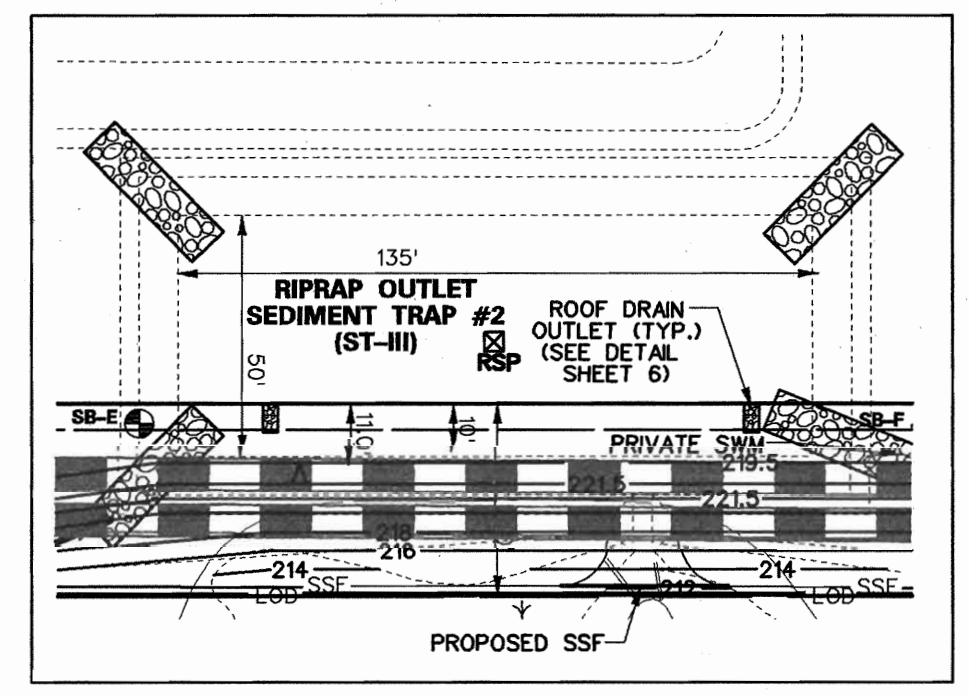 135'
RIPRAP OUTLET
SEDIMENT TRAP #2
(ST-III)
RSP
ROOF DRAIN
OUTLET (TYP.)
(SEE DETAIL
SHEET 6)
50'
SB-E
11.0'
10'
SB-F
PRIVATE SWM
219.5
221.5
221.5
218
216
214
214
SSF
SSF
LOD
LOD
212
PROPOSED SSF